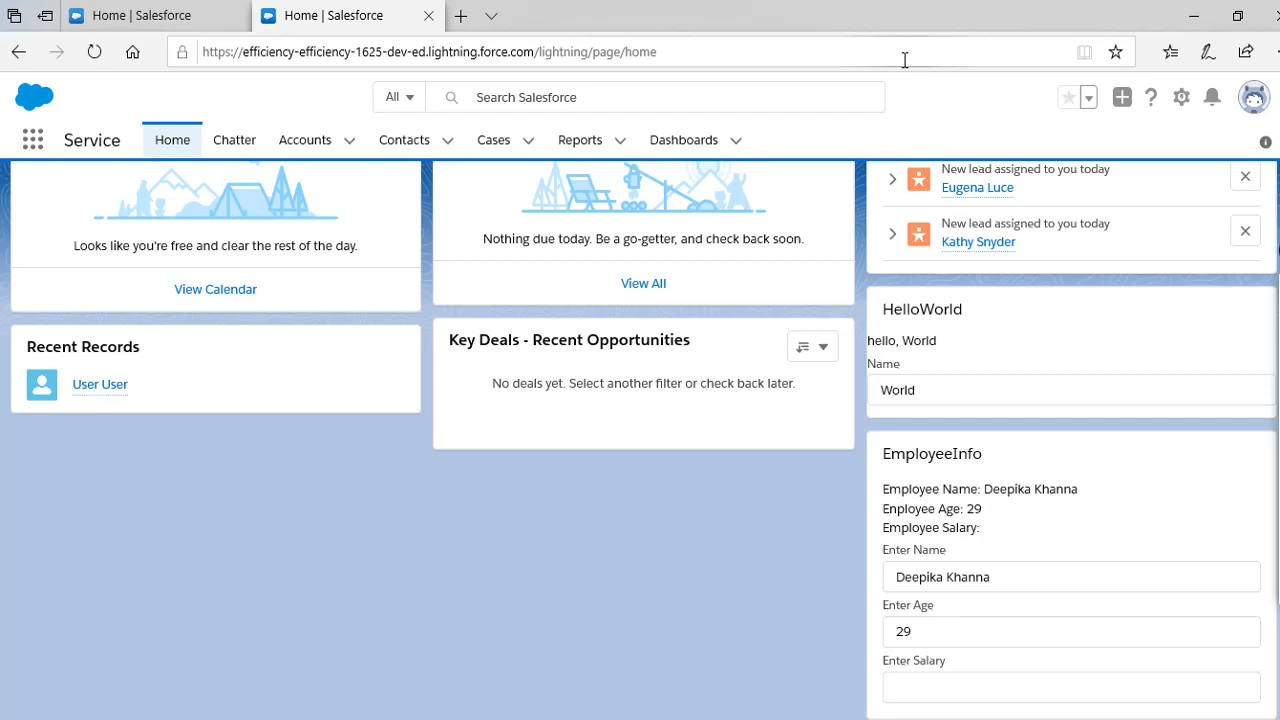 Home | Salesforce
Home | Salesforce
https://efficiency-efficiency-1625-dev-ed.lightning.force.com/lightning/page/home
All
Search Salesforce
Service
Home
Chatter
Accounts
Contacts
Cases
Reports
Dashboards
Looks like you're free and clear the rest of the day.
View Calendar
Recent Records
User User
Nothing due today. Be a go-getter, and check back soon.
View All
Key Deals - Recent Opportunities
No deals yet. Select another filter or check back later.
New lead assigned to you today
Eugena Luce
New lead assigned to you today
Kathy Snyder
HelloWorld
hello, World
Name
World
EmployeeInfo
Employee Name: Deepika Khanna
Enployee Age: 29
Employee Salary:
Enter Name
Deepika Khanna
Enter Age
29
Enter Salary